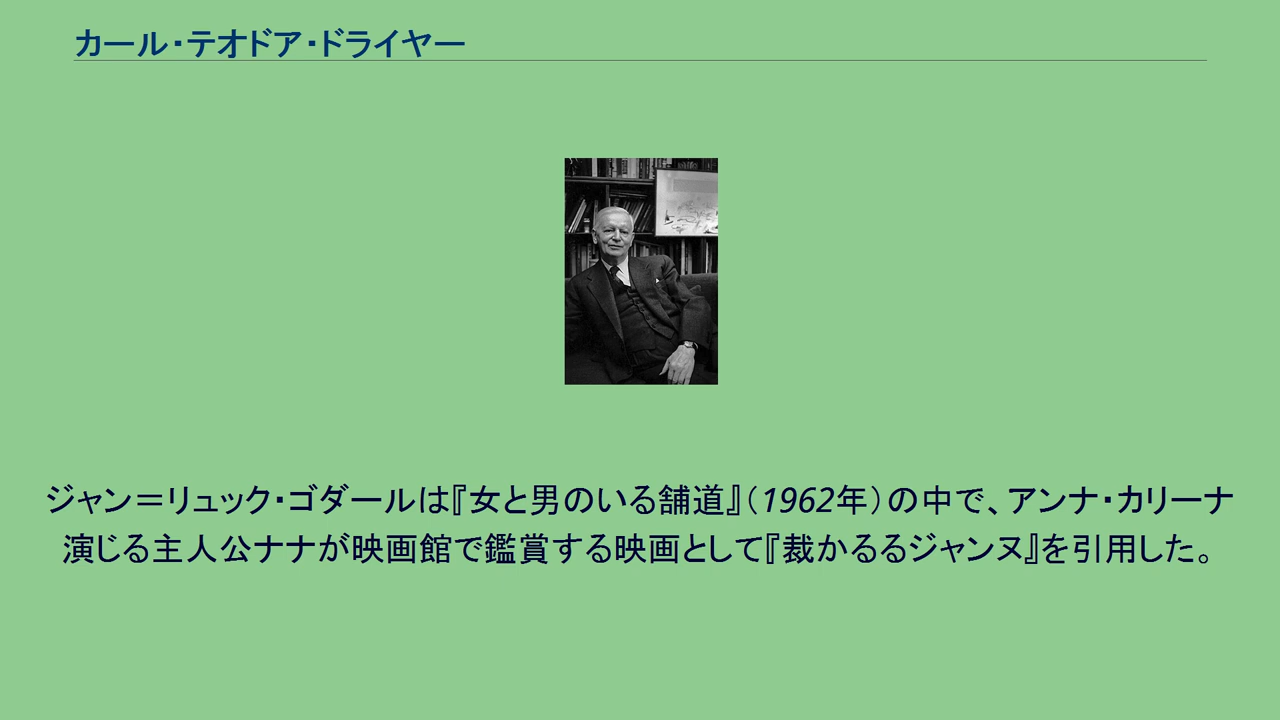 カール・テオドア・ドライヤー
ジャン＝リュック・ゴダールは『女と男のいる舗道』（1962年）の中で、アンナ・カリーナ
演じる主人公ナナが映画館で鑑賞する映画として『裁かるるジャンヌ』を引用した。